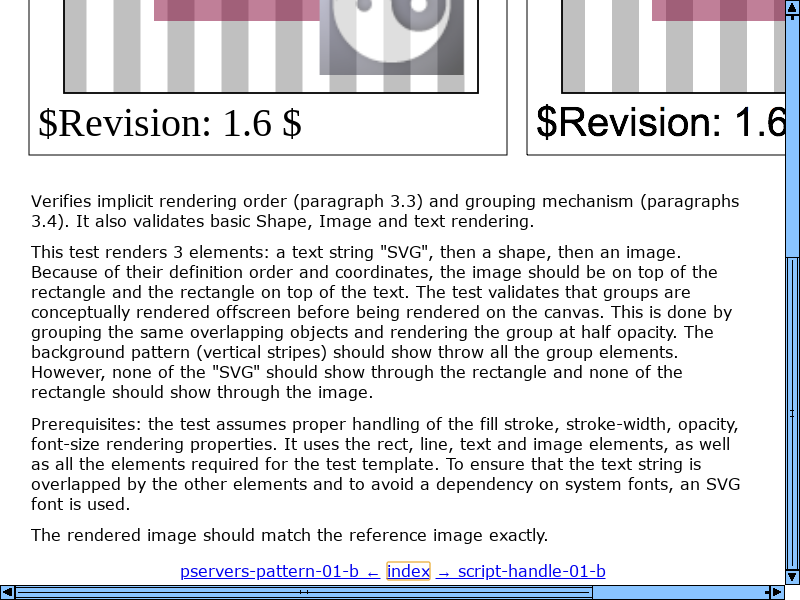 $Revision: 1.6 $
$Revision: 1.6
Verifies implicit rendering order (paragraph 3.3) and grouping mechanism (paragraphs
3.4). It also validates basic Shape, Image and text rendering.
This test renders 3 elements: a text string "SVG", then a shape, then an image.
Because of their definition order and coordinates, the image should be on top of the
rectangle and the rectangle on top of the text. The test validates that groups are
conceptually rendered offscreen before being rendered on the canvas. This is done by
grouping the same overlapping objects and rendering the group at half opacity. The
background pattern (vertical stripes) should show throw all the group elements.
However, none of the "SVG" should show through the rectangle and none of the
rectangle should show through the image.
Prerequisites: the test assumes proper handling of the fill stroke, stroke-width, opacity,
font-size rendering properties. It uses the rect, line, text and image elements, as well
as all the elements required for the test template. To ensure that the text string is
overlapped by the other elements and to avoid a dependency on system fonts, an SVG
font is used.
The rendered image should match the reference image exactly.
pservers-pattern-01-b ← index → script-handle-01-b